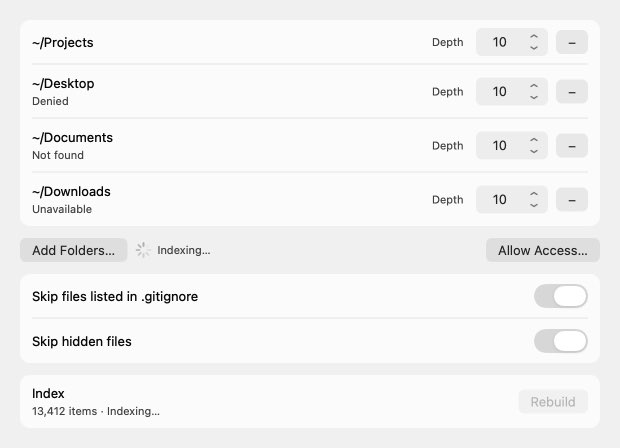 ~/Projects Depth 10 –
~/Desktop
Denied
Depth 10 –
~/Documents
Not found
Depth 10 –
~/Downloads
Unavailable
Depth 10 –
Add Folders... Indexing... Allow Access...
Skip files listed in .gitignore
Skip hidden files
Index
13,412 items · Indexing...
Rebuild